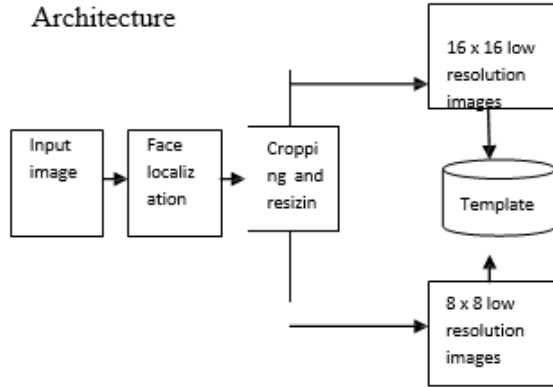 Architecture
Input
image
Face
localiz
ation
Croppi
ng and
resizin
16 x 16 low
resolution
images
Template
8 x 8 low
resolution
images